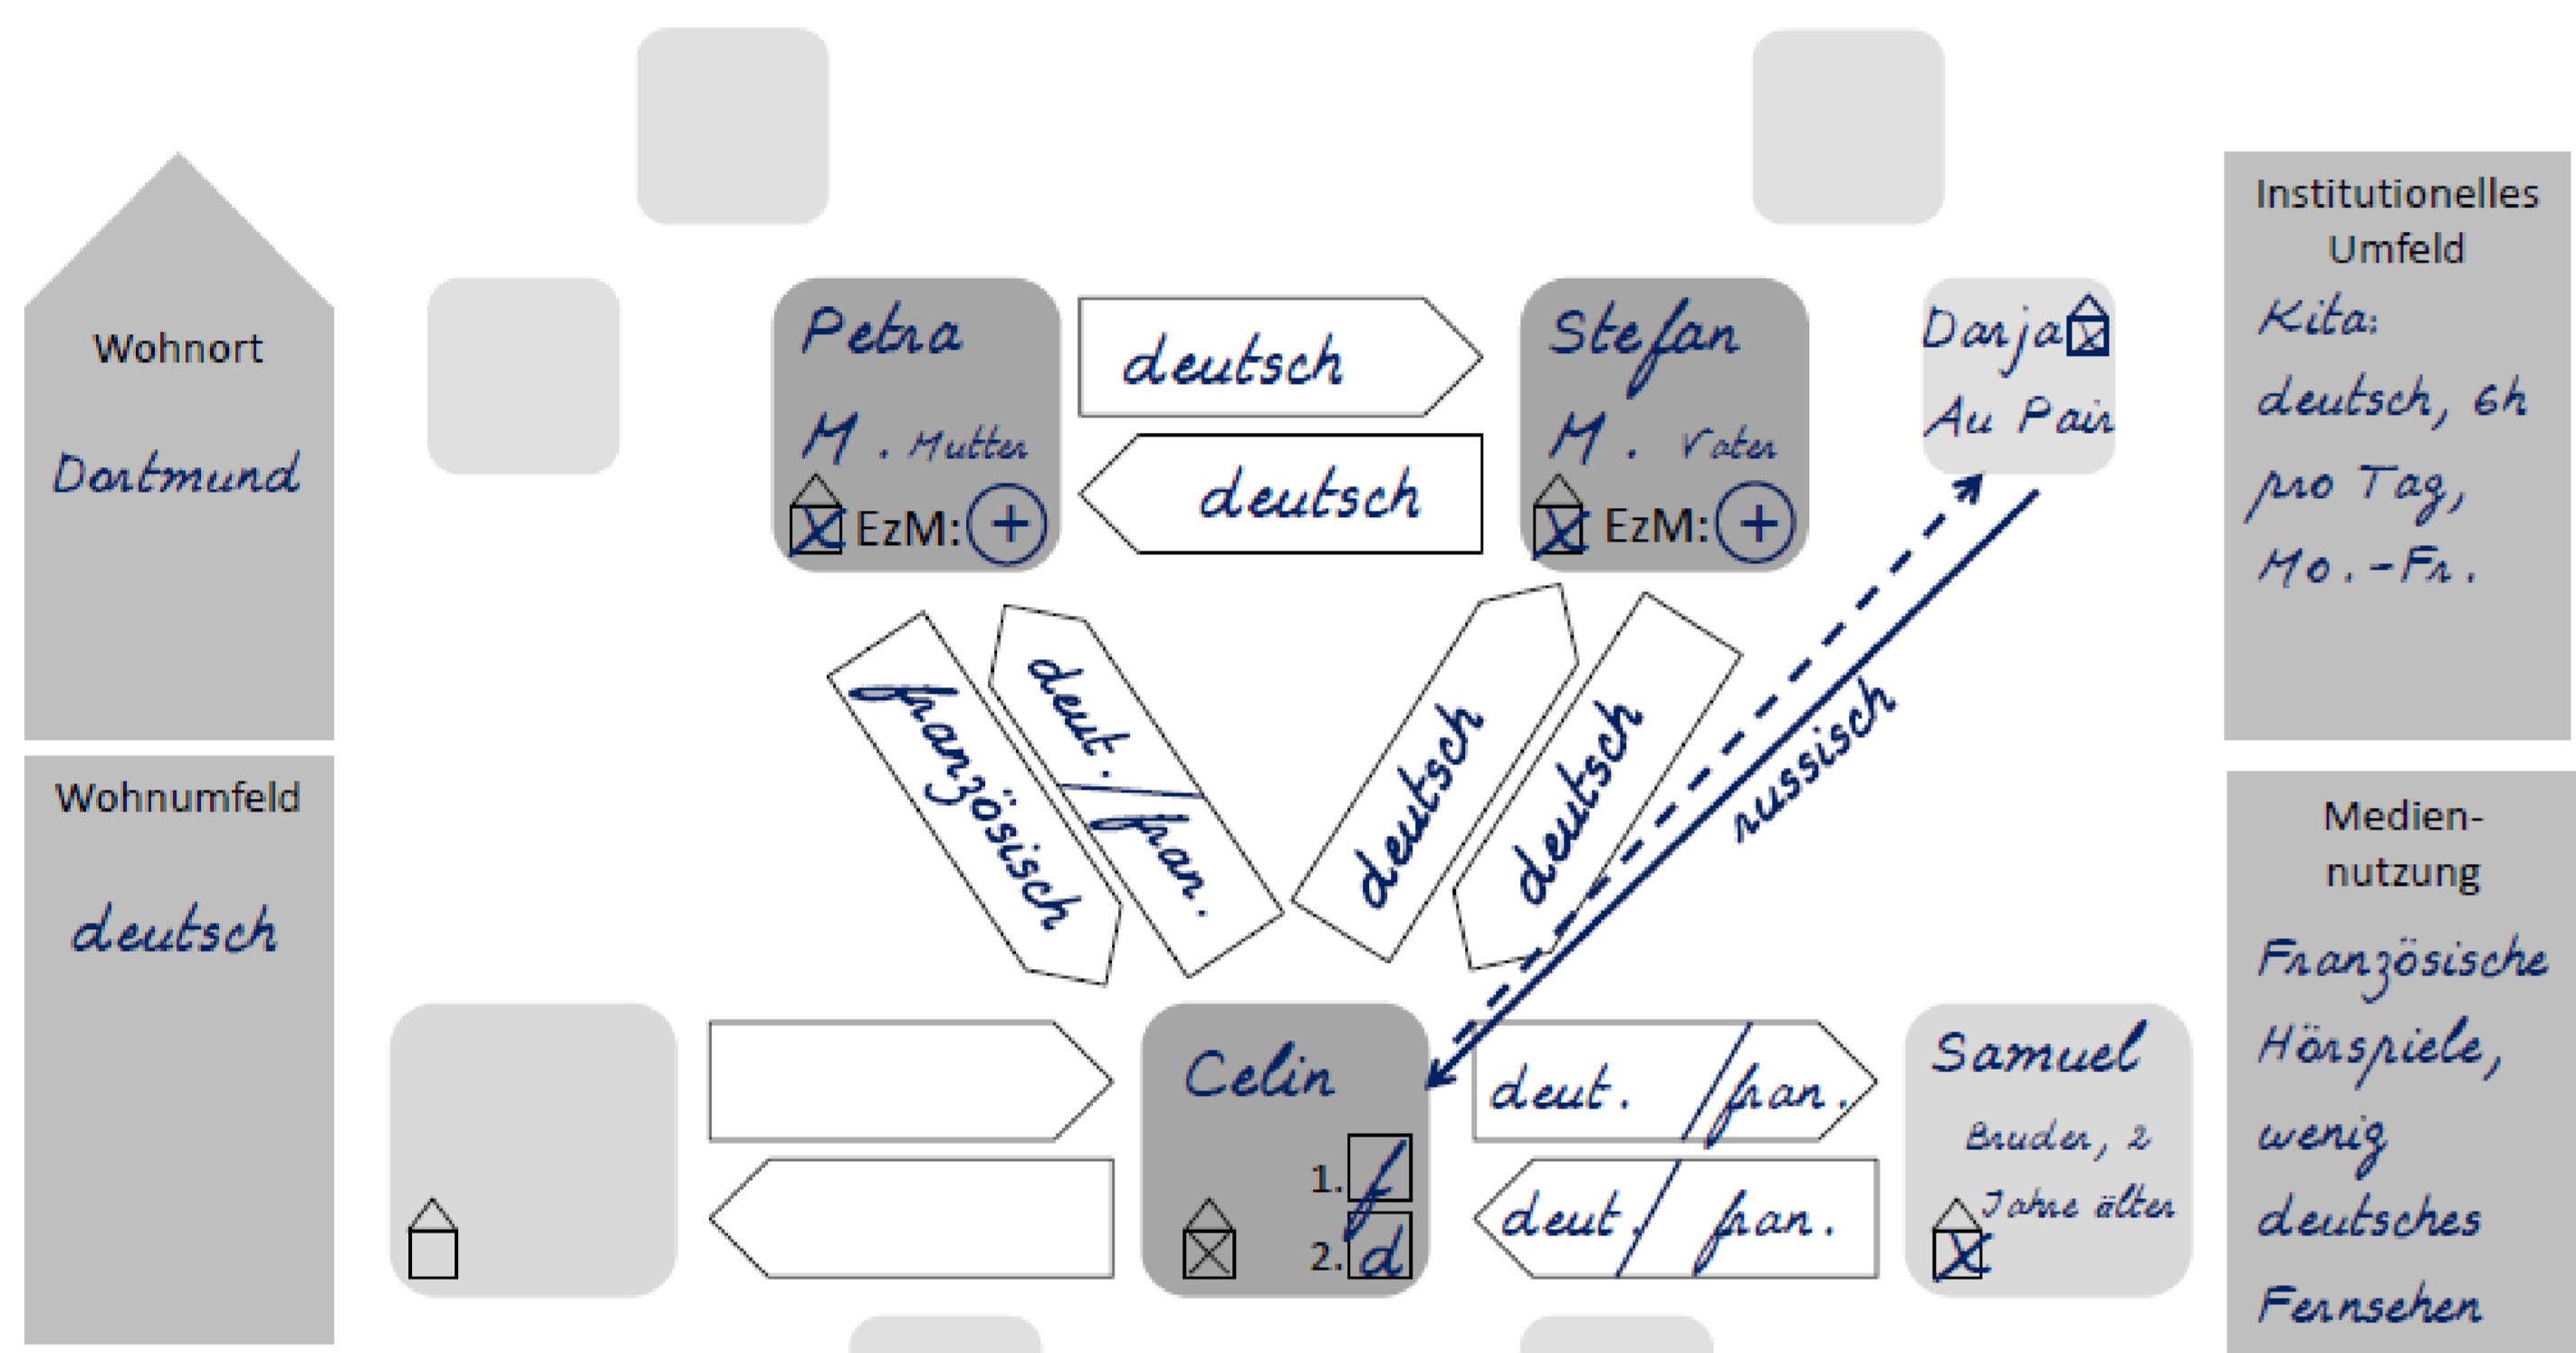 Wohnort
Dortmund
Wohnumfeld
deutsch
Petra
M. Mutter
EzM: +
deutsch
deutsch
Stefan
M. Vater
EzM: +
Darja
Au Pair
französisch
deut. / fran.
deutsch
deutsch
russisch
Celin
1. f
2. d
deut. / fran.
deut. / fran.
Samuel
Bruder, 2
Jahre älter
Institutionelles
Umfeld
Kita:
deutsch, 6h
pro Tag,
Mo.-Fr.
Medien-
nutzung
Französische
Hörspiele,
wenig
deutsches
Fernsehen